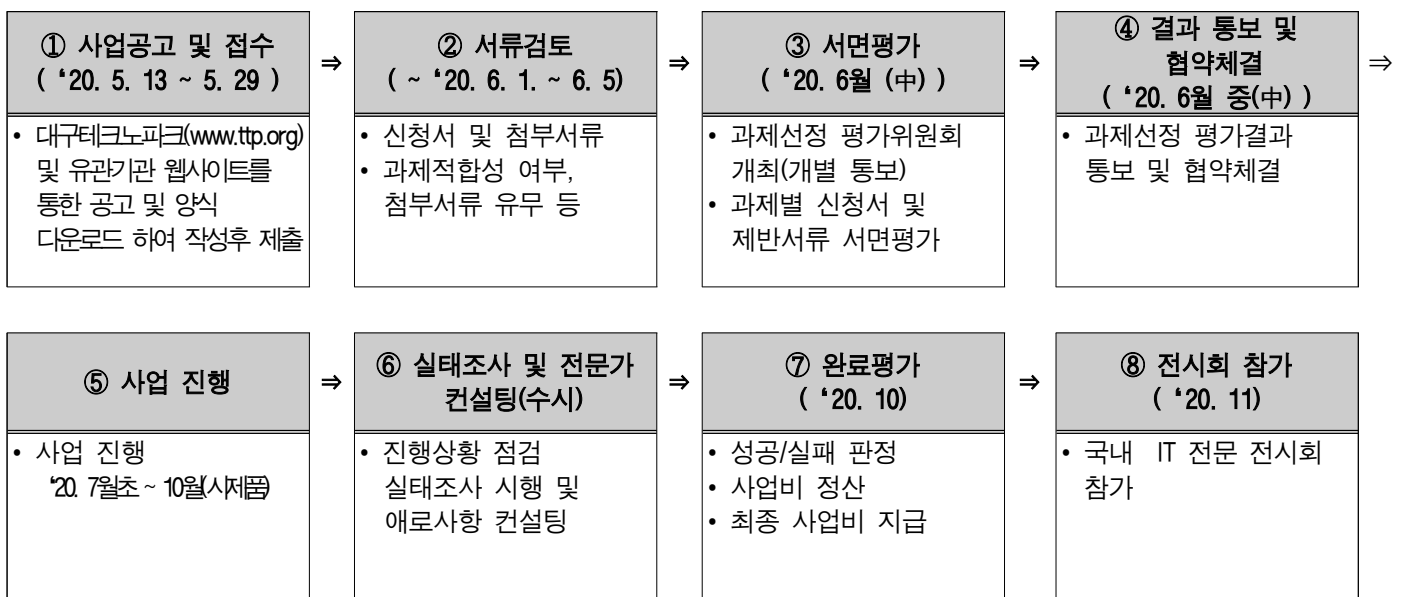 ① 사업공고 및 접수
( ‘20. 5. 13 ~ 5. 29 )
• 대구테크노파크(www.ttp.org)
및 유관기관 웹사이트를
통한 공고 및 양식
다운로드 하여 작성후 제출
⇒
② 서류검토
( ~ ‘20. 6. 1. ~ 6. 5)
• 신청서 및 첨부서류
• 과제적합성 여부,
첨부서류 유무 등
⇒
③ 서면평가
( ‘20. 6월 (中) )
• 과제선정 평가위원회
개최(개별 통보)
• 과제별 신청서 및
제반서류 서면평가
⇒
④ 결과 통보 및
협약체결
( ‘20. 6월 중(中) )
• 과제선정 평가결과
통보 및 협약체결
⇒
⑤ 사업 진행
• 사업 진행
‘20. 7월초 ~ 10월(시제품)
⇒
⑥ 실태조사 및 전문가
컨설팅(수시)
• 진행상황 점검
실태조사 시행 및
애로사항 컨설팅
⇒
⑦ 완료평가
( ‘20. 10)
• 성공/실패 판정
• 사업비 정산
• 최종 사업비 지급
⇒
⑧ 전시회 참가
( ‘20. 11)
• 국내 IT 전문 전시회
참가